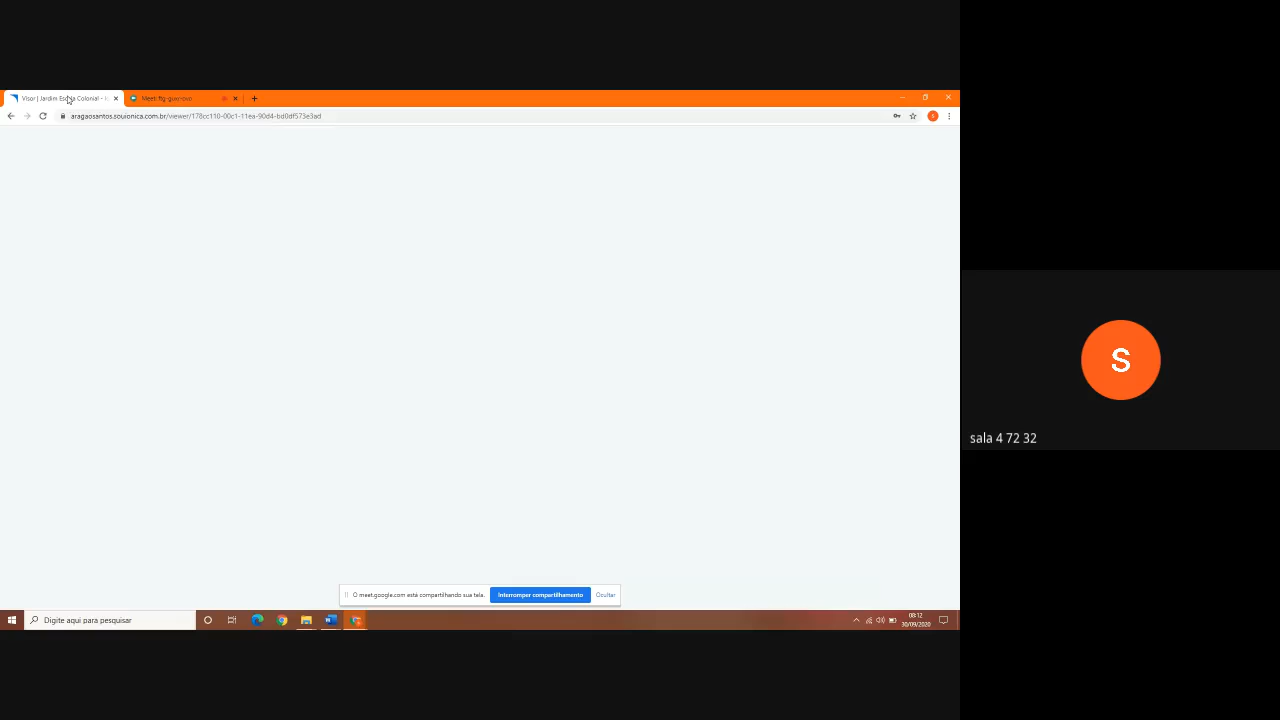 Visor | Jardim Escola Colonial - I
Meet:
aragaosantos.souionica.com.br/viewer/178cc110-00c1-11ea-90d4-bd0df573e3ad
S
sala 4 72 32
O meet.google.com está compartilhando sua tela.
Interromper compartilhamento
Ocultar
Digite aqui para pesquisar
08:12
30/09/2020